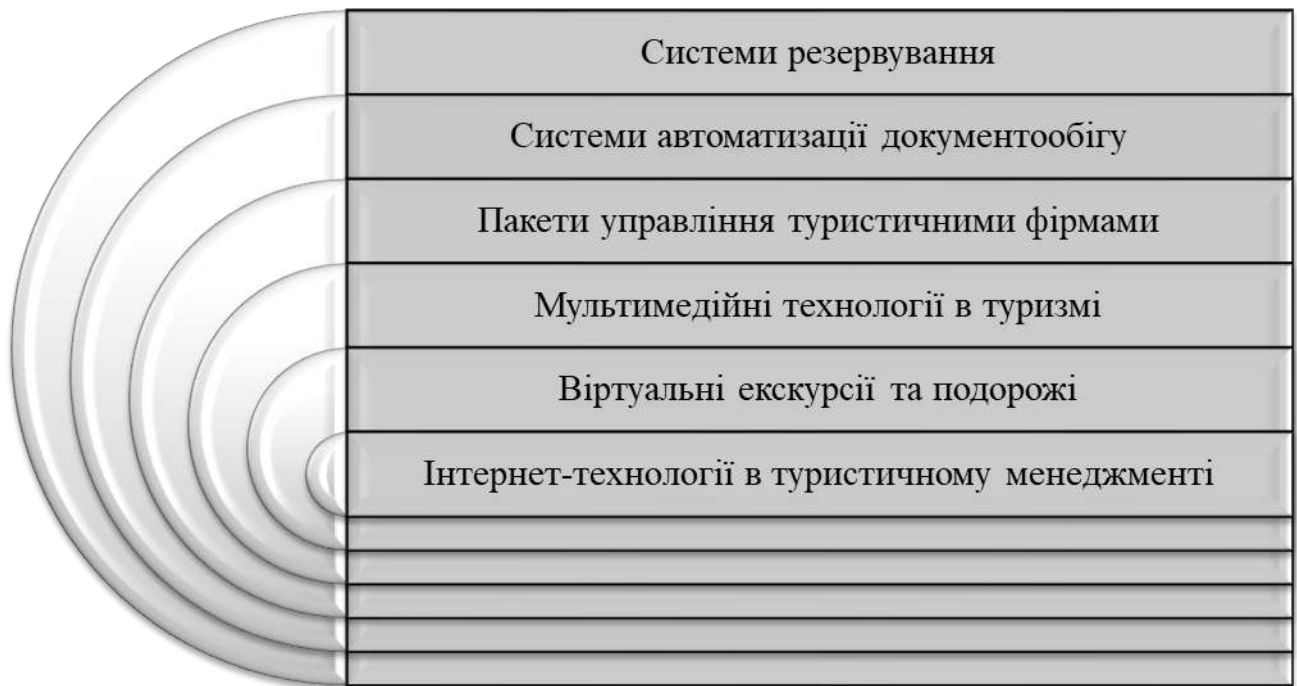 Системи резервування
Системи автоматизації документообігу
Пакети управління туристичними фірмами
Мультимедійні технології в туризмі
Віртуальні екскурсії та подорожі
Інтернет-технології в туристичному менеджменті